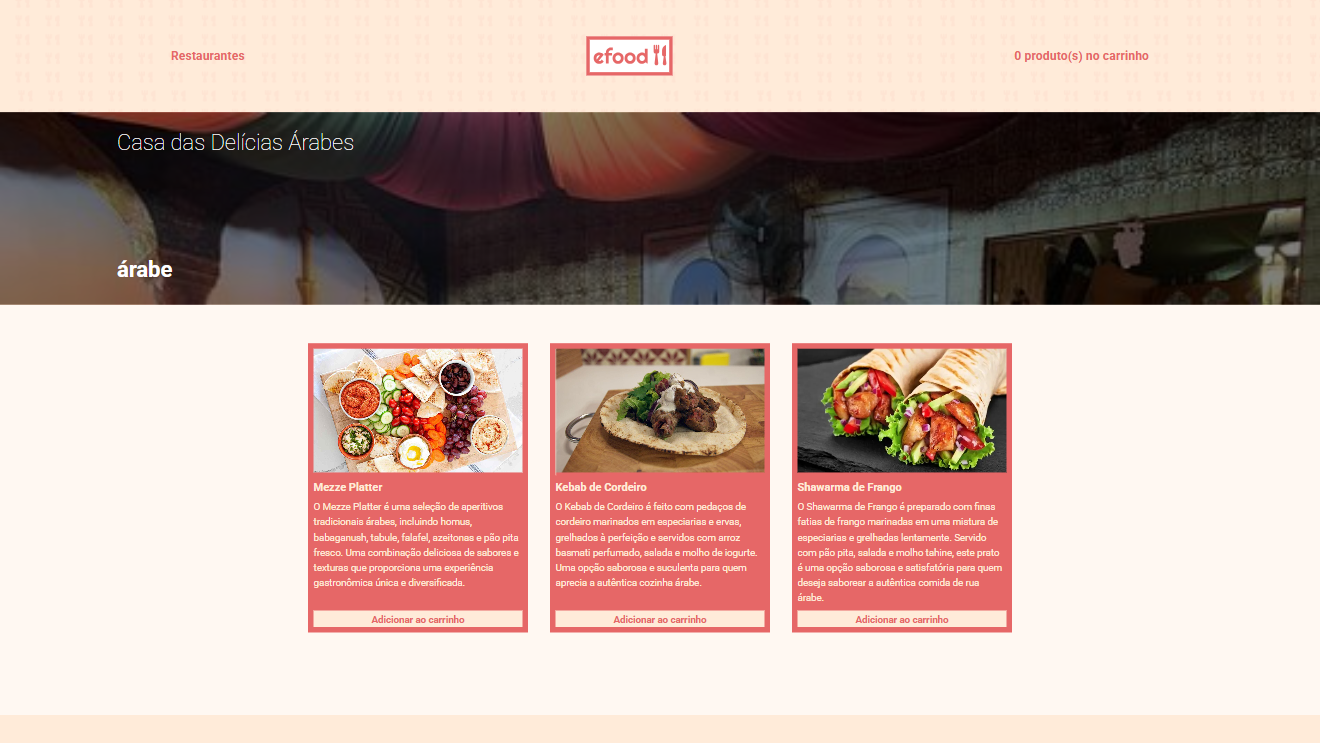 Restaurantes
efood
0 produto(s) no carrinho
Casa das Delícias Árabes
árabe
Mezze Platter
O Mezze Platter é uma seleção de aperitivos
tradicionais árabes, incluindo homus,
babaganush, tabule, falafel, azeitonas e pão pita
fresco. Uma combinação deliciosa de sabores e
texturas que proporciona uma experiência
gastronômica única e diversificada.
Adicionar ao carrinho
Kebab de Cordeiro
O Kebab de Cordeiro é feito com pedaços de
cordeiro marinados em especiarias e ervas,
grelhados à perfeição e servidos com arroz
basmati perfumado, salada e molho de iogurte.
Uma opção saborosa e suculenta para quem
aprecia a autêntica cozinha árabe.
Adicionar ao carrinho
Shawarma de Frango
O Shawarma de Frango é preparado com finas
fatias de frango marinadas em uma mistura de
especiarias e grelhadas lentamente. Servido
com pão pita, salada e molho tahine, este prato
é uma opção saborosa e satisfatória para quem
deseja saborear a autêntica comida de rua
árabe.
Adicionar ao carrinho